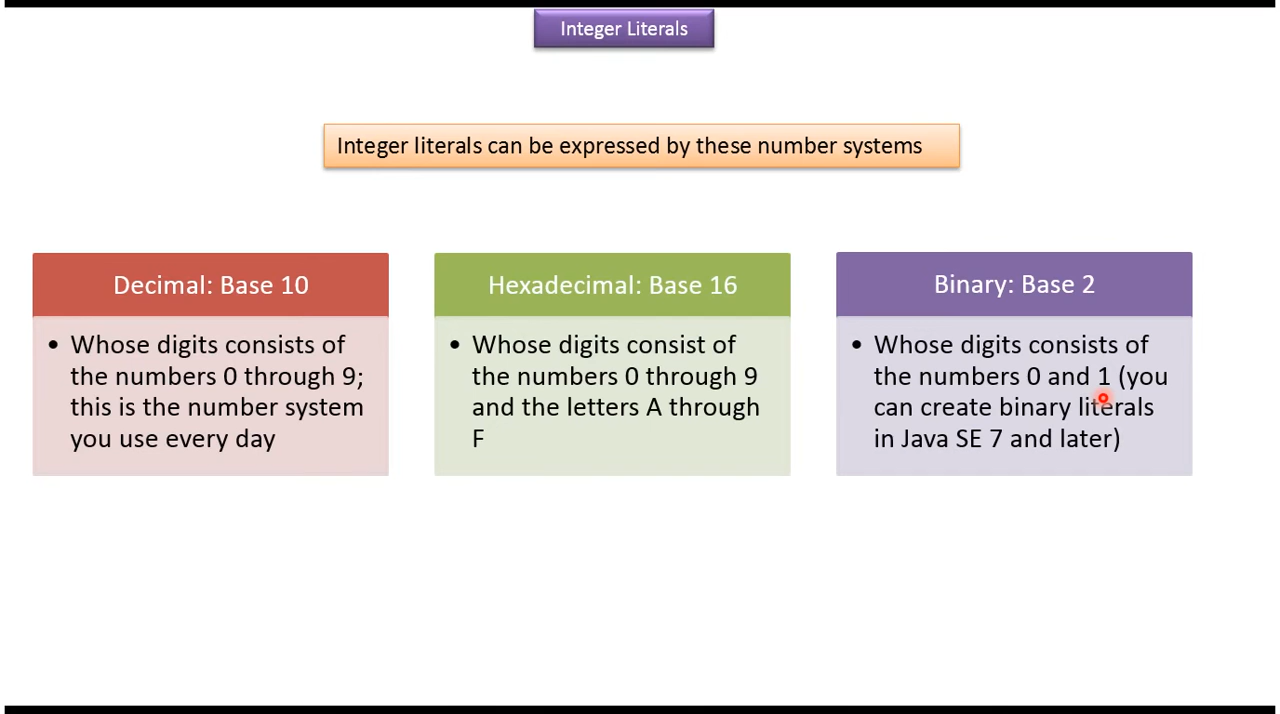 Integer Literals
Integer literals can be expressed by these number systems
Decimal: Base 10
• Whose digits consists of
the numbers 0 through 9;
this is the number system
you use every day
Hexadecimal: Base 16
• Whose digits consist of
the numbers 0 through 9
and the letters A through
F
Binary: Base 2
• Whose digits consists of
the numbers 0 and 1 (you
can create binary literals
in Java SE 7 and later)